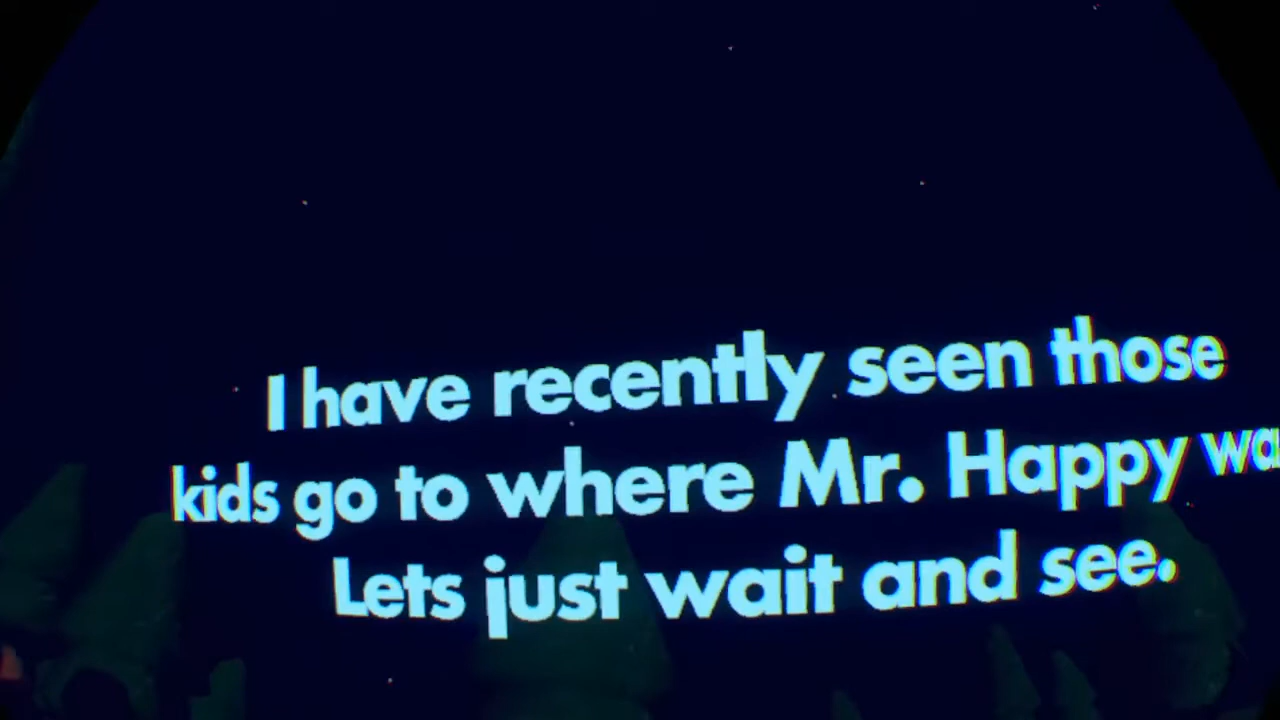 I have recently seen those
kids go to where Mr. Happy
Lets just wait and see.